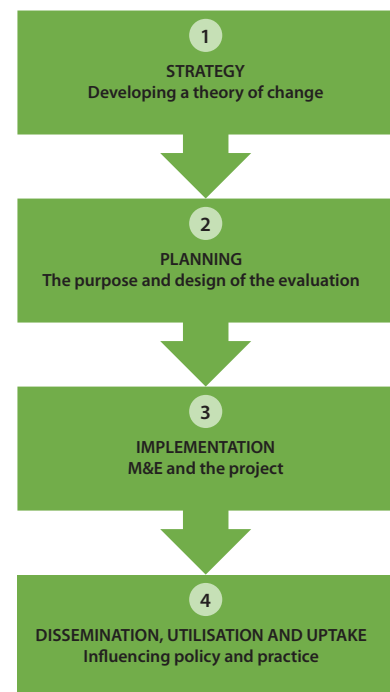 1
STRATEGY
Developing a theory of change
2
PLANNING
The purpose and design of the evaluation
3
IMPLEMENTATION
M&E and the project
4
DISSEMINATION, UTILISATION AND UPTAKE
Influencing policy and practice